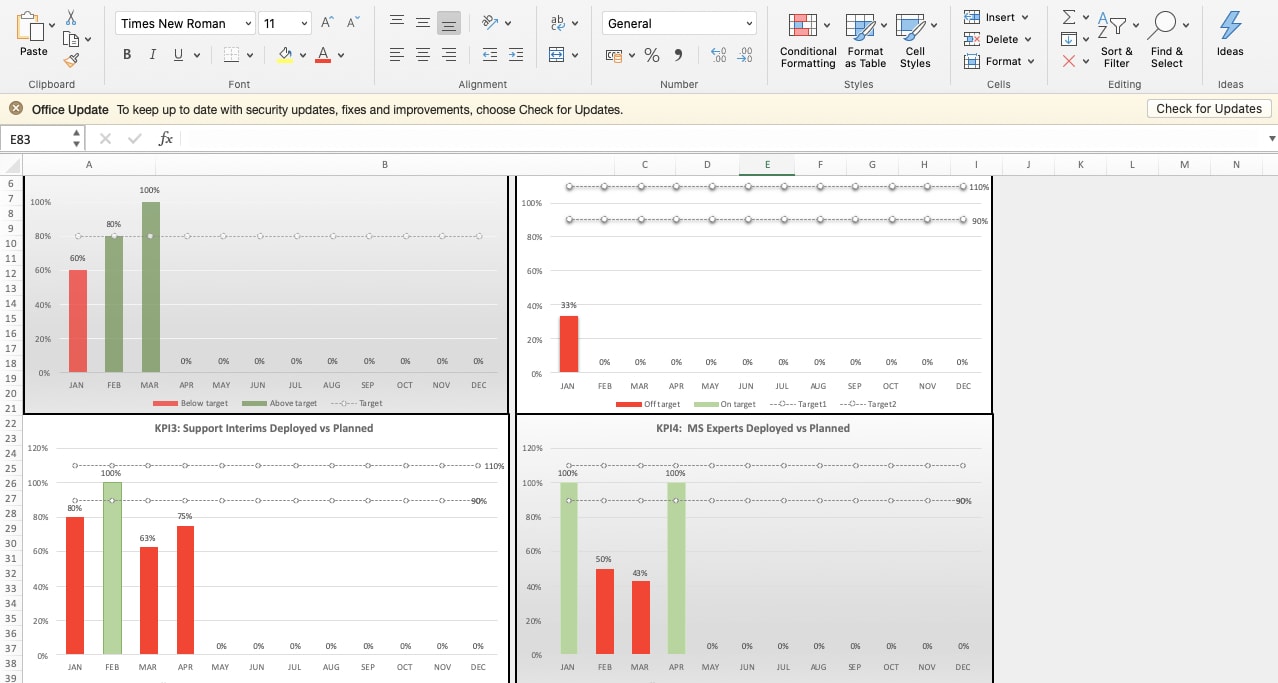 Times New Roman
11
A^
A˅
ab
General
Paste
B I U
A
%
,
.00
.00
Conditional Formatting
Format as Table
Cell Styles
Insert
Delete
Format
A
Z
Sort & Filter
Find & Select
Ideas
Clipboard
Font
Alignment
Number
Styles
Cells
Editing
Ideas
Office Update To keep up to date with security updates, fixes and improvements, choose Check for Updates.
Check for Updates
E83
fx
A B C D E F G H I J K L M N
6
7
8
9
10
11
12
13
14
15
16
17
18
19
20
21
22
23
24
25
26
27
28
29
30
31
32
33
34
35
36
37
38
39
100%
80%
60%
40%
20%
0%
60% 80% 100% 0% 0% 0% 0% 0% 0% 0% 0% 0%
JAN FEB MAR APR MAY JUN JUL AUG SEP OCT NOV DEC
Below target Above target Target
110%
90%
100%
80%
60%
40%
20%
0%
33% 0% 0% 0% 0% 0% 0% 0% 0% 0% 0% 0%
JAN FEB MAR APR MAY JUN JUL AUG SEP OCT NOV DEC
Off target On target Target1 Target2
KPI3: Support Interims Deployed vs Planned
120%
100%
80%
60%
40%
20%
0%
110%
90%
80% 100% 63% 75% 0% 0% 0% 0% 0% 0% 0% 0%
JAN FEB MAR APR MAY JUN JUL AUG SEP OCT NOV DEC
KPI4: MS Experts Deployed vs Planned
120%
100%
80%
60%
40%
20%
0%
90%
100% 50% 43% 100% 0% 0% 0% 0% 0% 0% 0% 0%
JAN FEB MAR APR MAY JUN JUL AUG SEP OCT NOV DEC